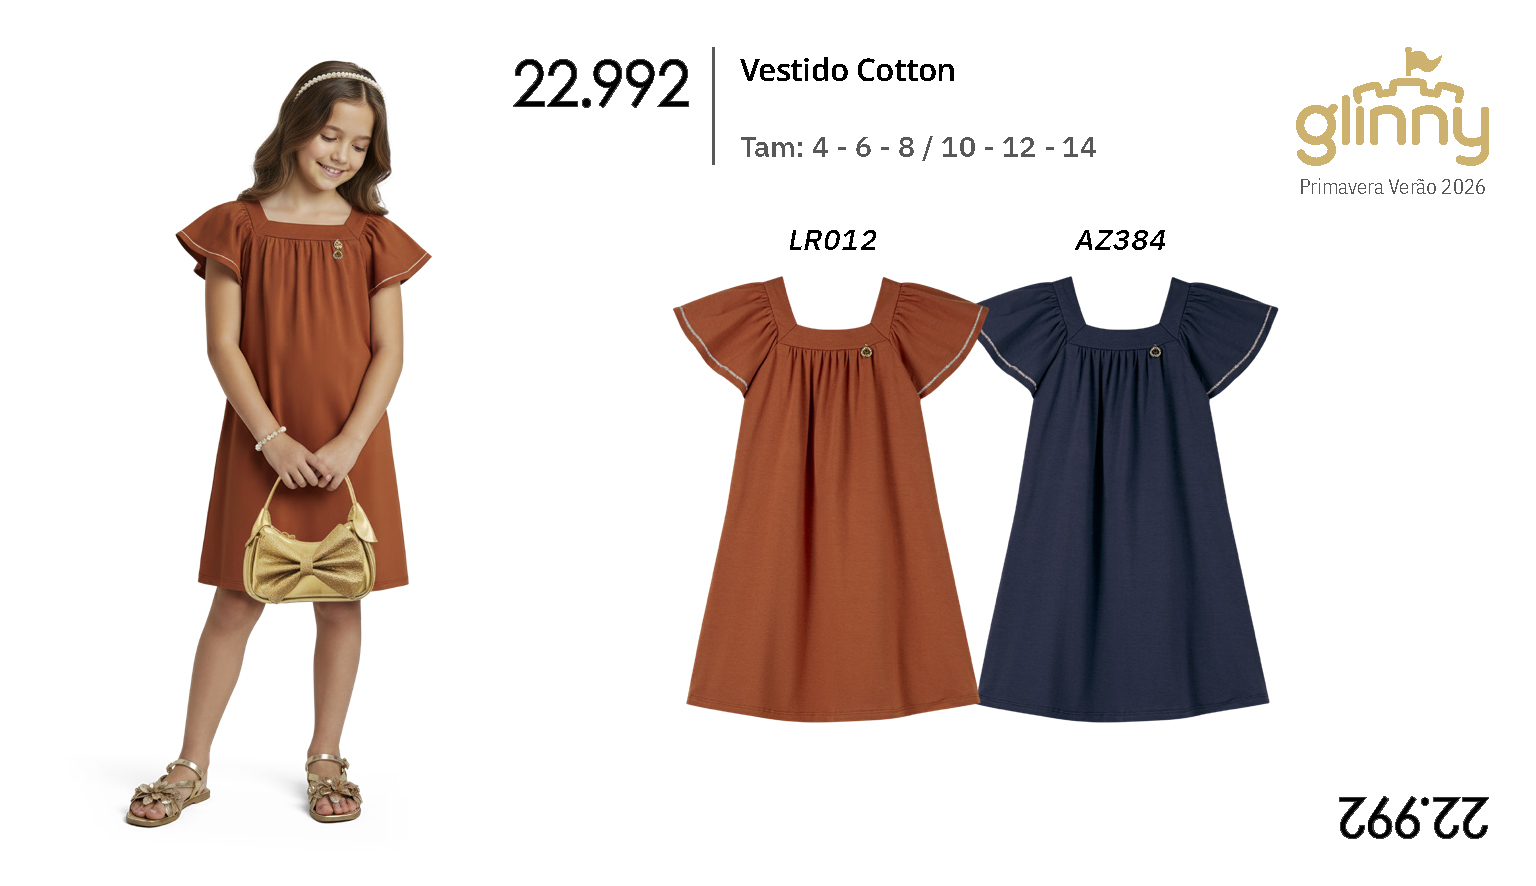 22.992
Vestido Cotton
Tam: 4 - 6 - 8 / 10 - 12 - 14
glinny
Primavera Verão 2026
LR012
AZ384
22.992